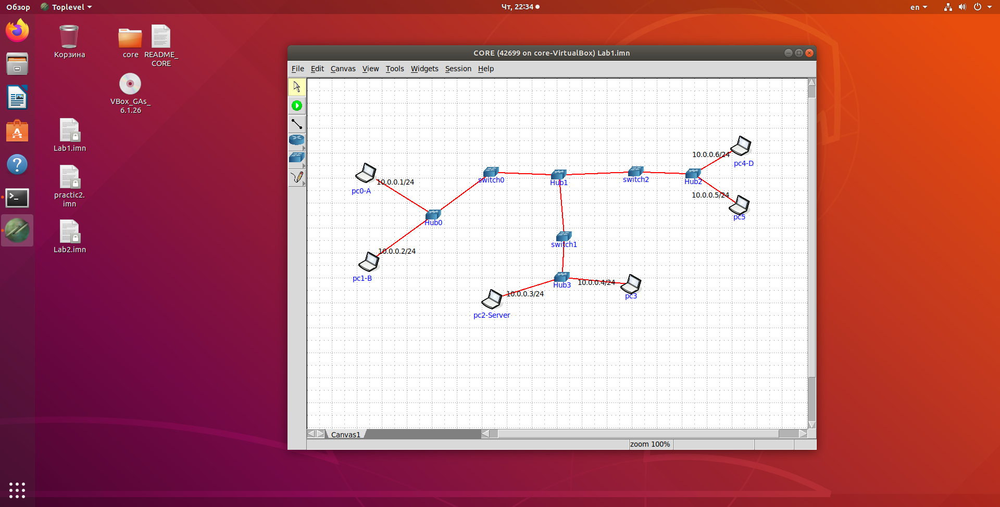 Обзор
Toplevel
Чт, 22:34
en
Корзина
core
README_
CORE
VBox_GAs_
6.1.26
Lab1.imn
practic2.
imn
Lab2.imn
CORE (42699 on core-VirtualBox) Lab1.imn
File Edit Canvas View Tools Widgets Session Help
10.0.0.6/24
pc4-D
10.0.0.1/24
pc0-A
switch0
Hub1
switch2
Hub2
10.0.0.5/24
pc5
Hub0
switch1
10.0.0.2/24
pc1-B
Hub3
10.0.0.4/24
pc3
10.0.0.3/24
pc2-Server
Canvas1
zoom 100%